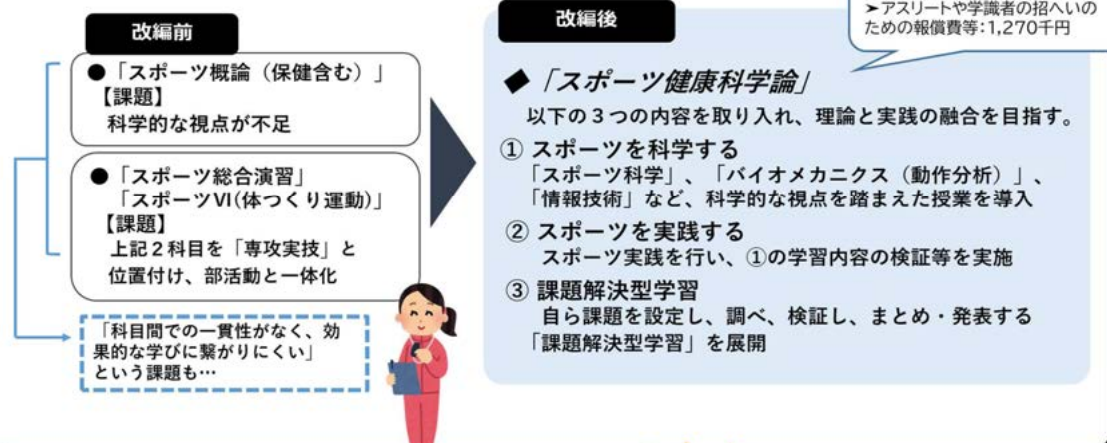 改編前
●「スポーツ概論（保健含む）」
【課題】
科学的な視点が不足
●「スポーツ総合演習」
「スポーツⅥ(体つくり運動)」
【課題】
上記２科目を「専攻実技」と
位置付け、部活動と一体化
「科目間での一貫性がなく、効
果的な学びに繋がりにくい」
という課題も…
改編後
➤アスリートや学識者の招へいの
ための報償費等：1,270千円
◆「スポーツ健康科学論」
以下の３つの内容を取り入れ、理論と実践の融合を目指す。
① スポーツを科学する
「スポーツ科学」、「バイオメカニクス（動作分析）」、
「情報技術」など、科学的な視点を踏まえた授業を導入
② スポーツを実践する
スポーツ実践を行い、①の学習内容の検証等を実施
③ 課題解決型学習
自ら課題を設定し、調べ、検証し、まとめ・発表する
「課題解決型学習」を展開